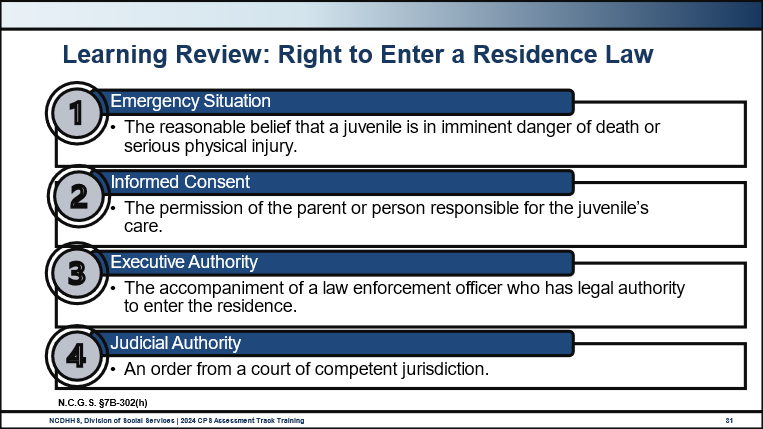 Learning Review: Right to Enter a Residence Law
1
Emergency Situation
• The reasonable belief that a juvenile is in imminent danger of death or
serious physical injury.
2
Informed Consent
• The permission of the parent or person responsible for the juvenile's
care.
3
Executive Authority
• The accompaniment of a law enforcement officer who has legal authority
to enter the residence.
4
Judicial Authority
• An order from a court of competent jurisdiction.
N.C.G.S. §7B-302(h)
NCDHHS, Division of Social Services | 2024 CPS Assessment Track Training
81